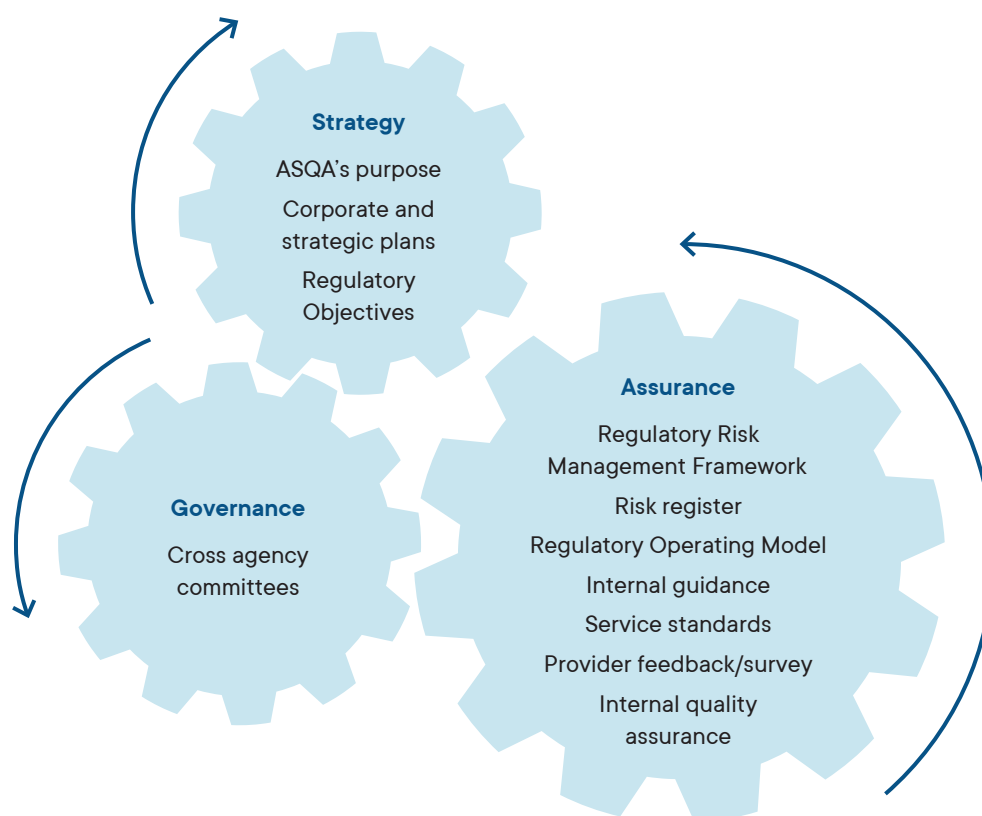 Strategy
ASQA’s purpose
Corporate and
strategic plans
Regulatory
Objectives
Governance
Cross agency
committees
Assurance
Regulatory Risk
Management Framework
Risk register
Regulatory Operating Model
Internal guidance
Service standards
Provider feedback/survey
Internal quality
assurance